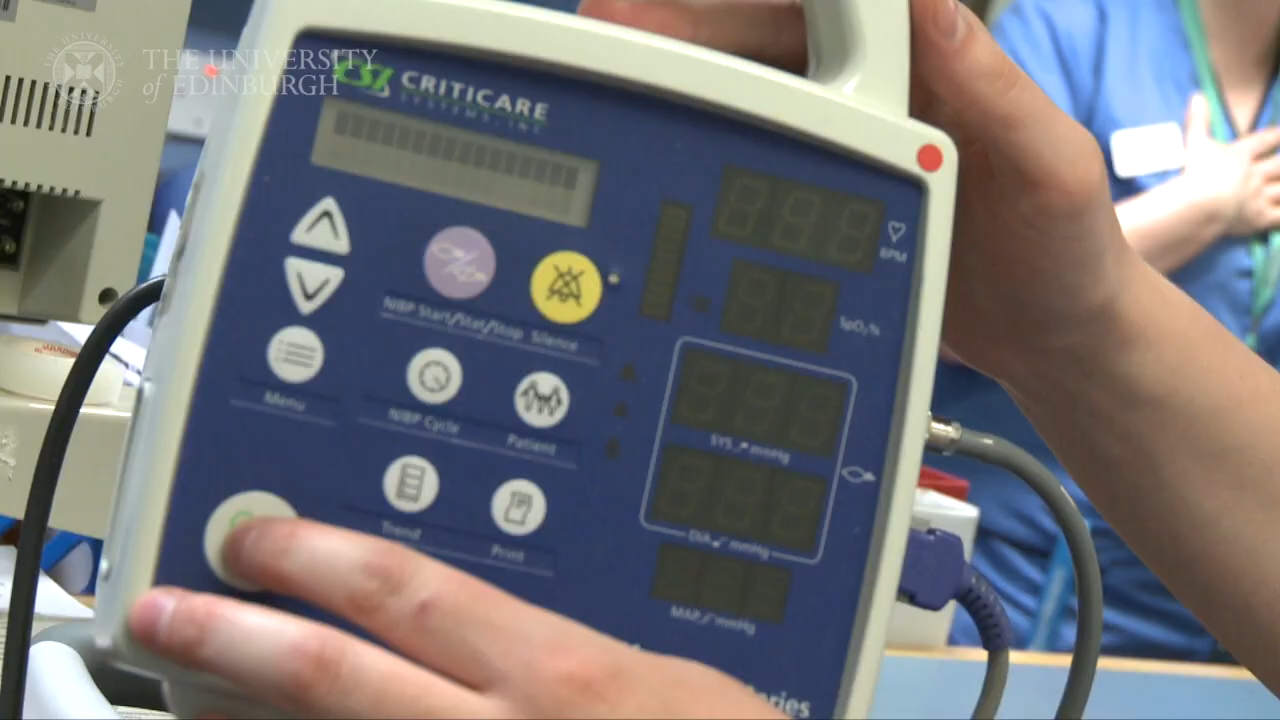 THE UNIVERSITY
of EDINBURGH
CSI
CRITICARE
SYSTEMS, INC
BPM
SpO₂%
NIBP Start/Stat/Stop
Silence
Menu
NIBP Cycle
Patient
SYS mmHg
Trend
Print
DIA mmHg
MAP mmHg